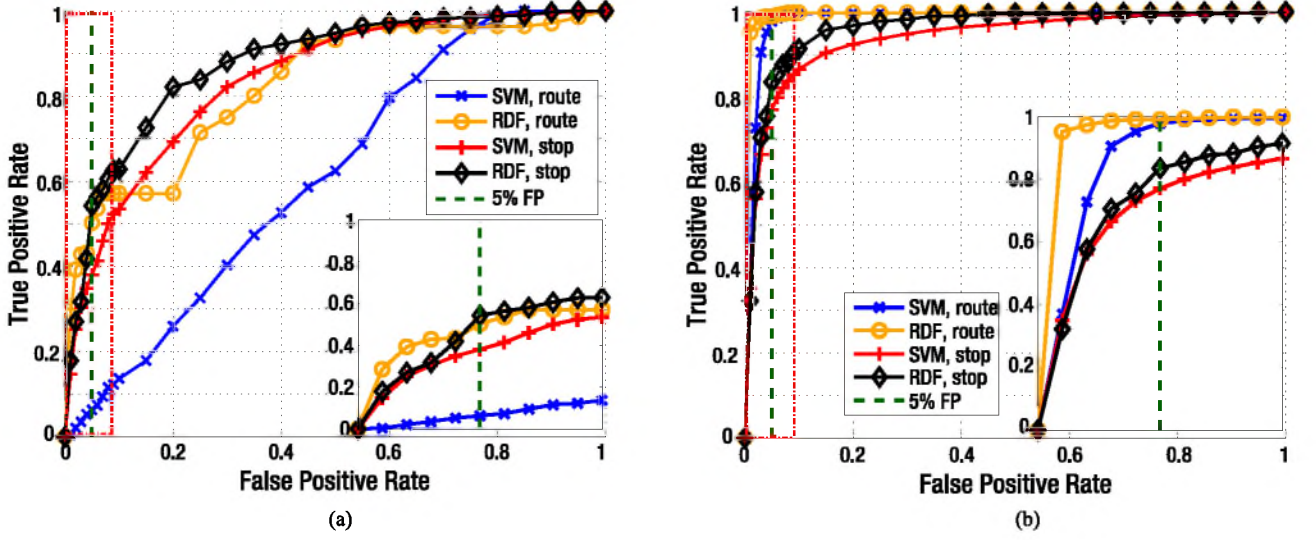 True Positive Rate
1
0.8
0.6
0.4
0.2
0
0
0.2
0.4
0.6
0.8
1
False Positive Rate
SVM, route
RDF, route
SVM, stop
RDF, stop
5% FP
1
0.8
0.6
0.4
0.2
0
(a)
True Positive Rate
1
0.8
0.6
0.4
0.2
0
0
0.2
0.4
0.6
0.8
1
False Positive Rate
SVM, route
RDF, route
SVM, stop
RDF, stop
5% FP
1
0.8
0.6
0.4
0.2
0
(b)